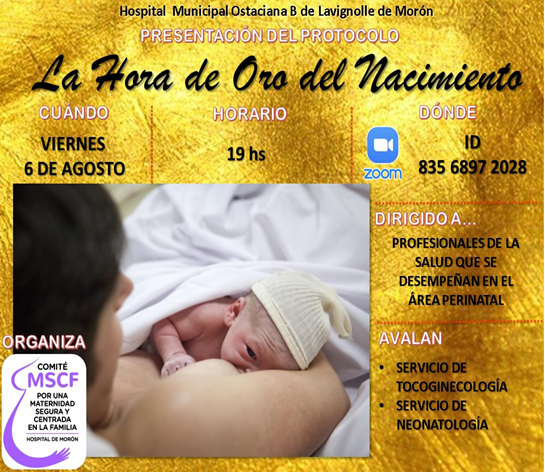 Hospital Municipal Ostaciana B de Lavignolle de Morón
PRESENTACIÓN DEL PROTOCOLO
La Hora de Oro del Nacimiento
CUÁNDO
VIERNES
6 DE AGOSTO
HORARIO
19 hs
DÓNDE
zoom
ID
835 6897 2028
DIRIGIDO A...
PROFESIONALES DE LA
SALUD QUE SE
DESEMPEÑAN EN EL
ÁREA PERINATAL
ORGANIZA
COMITÉ
MSCF
POR UNA
MATERNIDAD
SEGURA Y
CENTRADA
EN LA FAMILIA
HOSPITAL DE MORÓN
AVALAN
• SERVICIO DE
TOCOGINECOLOGÍA
• SERVICIO DE
NEONATOLOGÍA